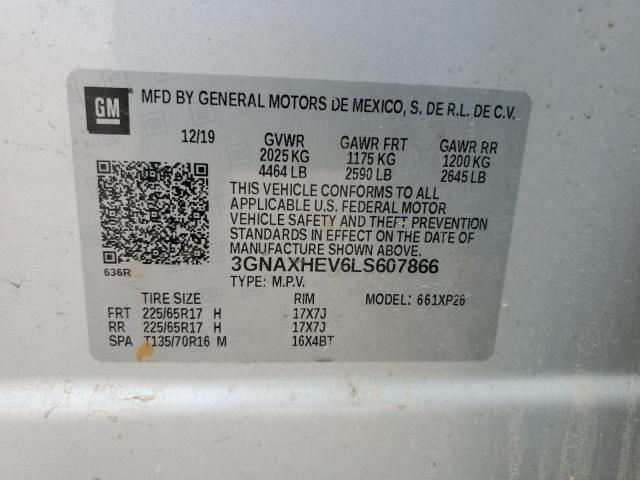 GM MFD BY GENERAL MOTORS DE MEXICO, S. DE R.L. DE C.V.
12/19 GVWR GAWR FRT GAWR RR
2025 KG 1175 KG 1200 KG
4464 LB 2590 LB 2645 LB
THIS VEHICLE CONFORMS TO ALL
APPLICABLE U.S. FEDERAL MOTOR
VEHICLE SAFETY AND THEFT PREVENTION
STANDARDS IN EFFECT ON THE DATE OF
MANUFACTURE SHOWN ABOVE.
636R 3GNAXHEV6LS607866
TYPE: M.P.V.
TIRE SIZE RIM MODEL: 661XP26
FRT 225/65R17 H 17X7J
RR 225/65R17 H 17X7J
SPA T135/70R16 M 16X4BT